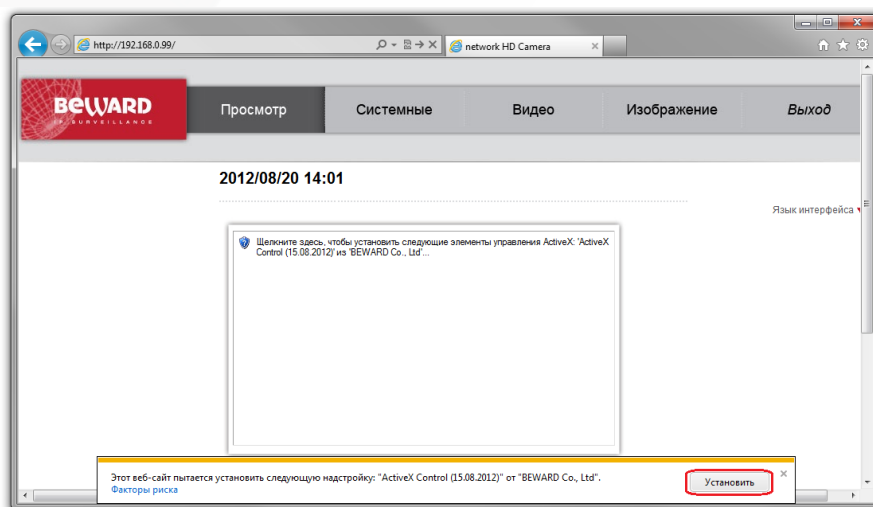 http://192.168.0.99/
network HD Camera
BEWARD
IP SURVEILLANCE
Просмотр
Системные
Видео
Изображение
Выход
2012/08/20 14:01
Язык интерфейса
Щелкните здесь, чтобы установить следующие элементы управления ActiveX: 'ActiveX
Control (15.08.2012)' из 'BEWARD Co., Ltd'...
Этот веб-сайт пытается установить следующую надстройку: "ActiveX Control (15.08.2012)" от "BEWARD Co., Ltd".
Факторы риска
Установить